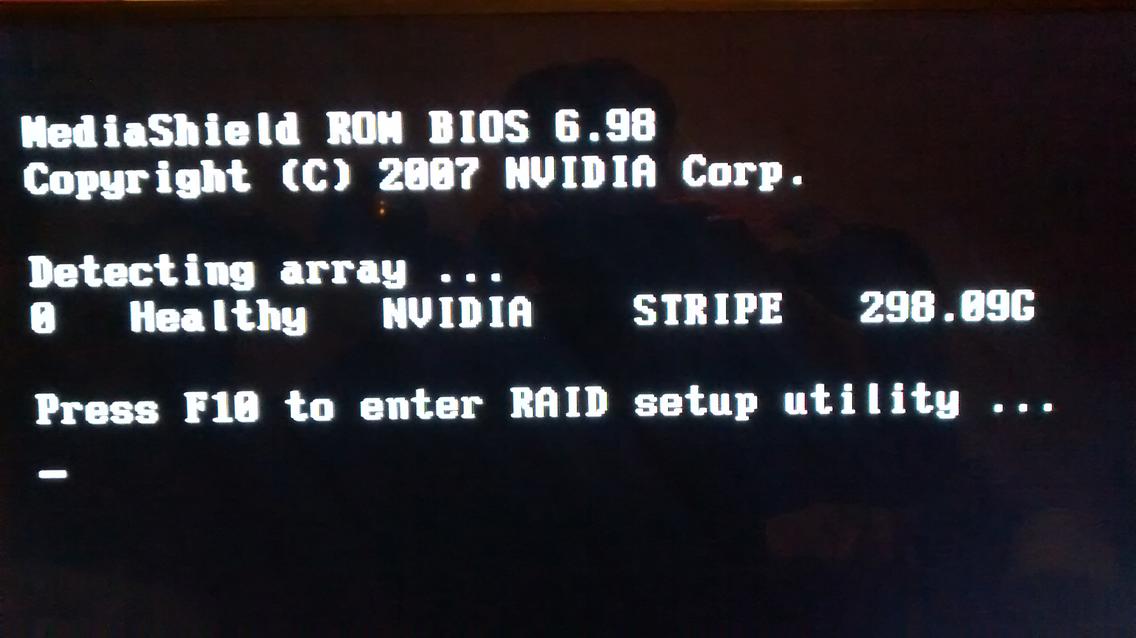 MediaShield ROM BIOS 6.98
Copyright (C) 2007 NVIDIA Corp.
Detecting array ...
0 Healthy NVIDIA STRIPE 298.09G
Press F10 to enter RAID setup utility ...
_